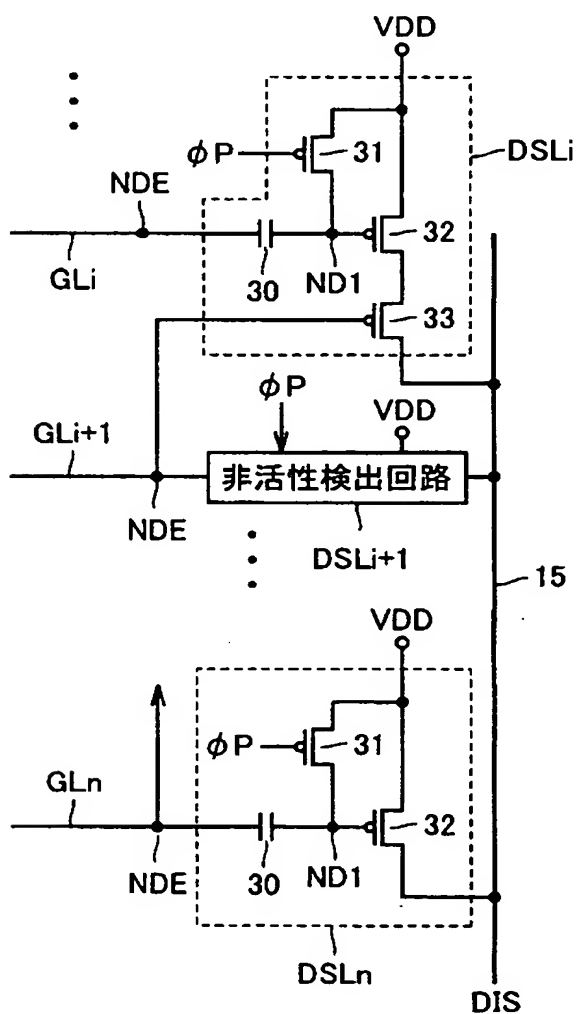 VDD
φP
31
DSLi
NDE
32
GLi
30
ND1
33
φP
VDD
GLi+1
非活性検出回路
NDE
DSLi+1
15
VDD
φP
31
GLn
32
NDE
30
ND1
DSLn
DIS